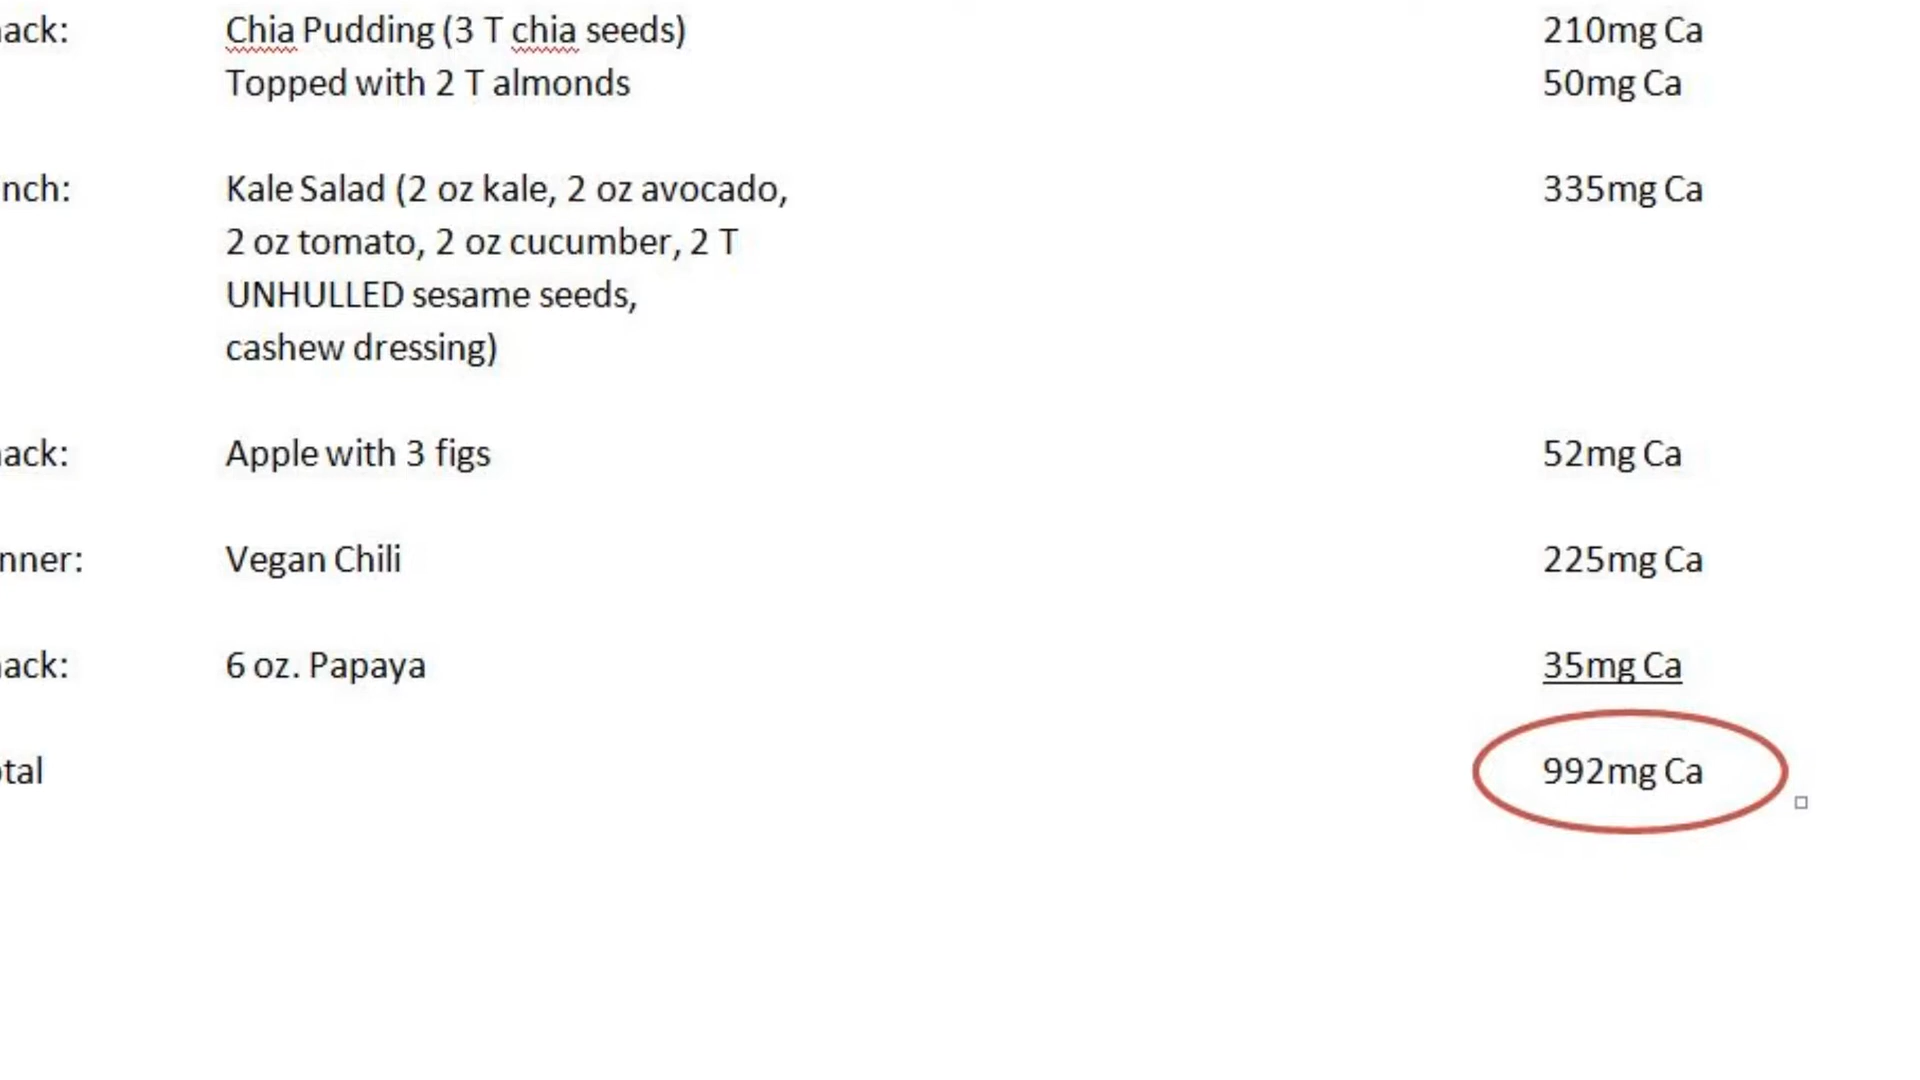 ack: Chia Pudding (3 T chia seeds) 210mg Ca
Topped with 2 T almonds 50mg Ca
nch: Kale Salad (2 oz kale, 2 oz avocado, 335mg Ca
2 oz tomato, 2 oz cucumber, 2 T
UNHULLED sesame seeds,
cashew dressing)
ack: Apple with 3 figs 52mg Ca
nner: Vegan Chili 225mg Ca
ack: 6 oz. Papaya 35mg Ca
otal 992mg Ca